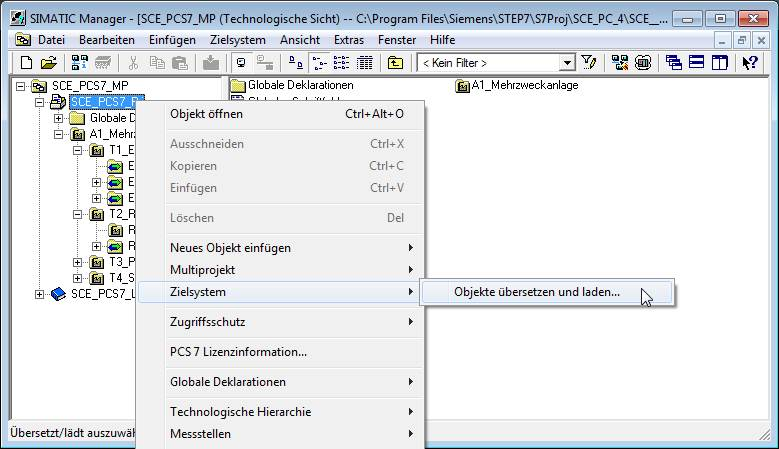 SIMATIC Manager - [SCE_PCS7_MP (Technologische Sicht) -- C:\Program Files\Siemens\STEP7\S7Proj\SCE_PC_4\SCE_
Datei Bearbeiten Einfügen Zielsystem Ansicht Extras Fenster Hilfe
< Kein Filter >
SCE_PCS7_MP
SCE_PCS7_P
Globale D
A1_Mehrz
T1_E
E
E
E
T2_R
R
R
T3_P
T4_S
SCE_PCS7_L
Globale Deklarationen
A1_Mehrzweckanlage
Objekt öffnen Ctrl+Alt+O
Ausschneiden Ctrl+X
Kopieren Ctrl+C
Einfügen Ctrl+V
Löschen Del
Neues Objekt einfügen
Multiprojekt
Zielsystem
Objekte übersetzen und laden...
Zugriffsschutz
PCS 7 Lizenzinformation...
Globale Deklarationen
Technologische Hierarchie
Messstellen
Übersetzt/lädt auszuwäh